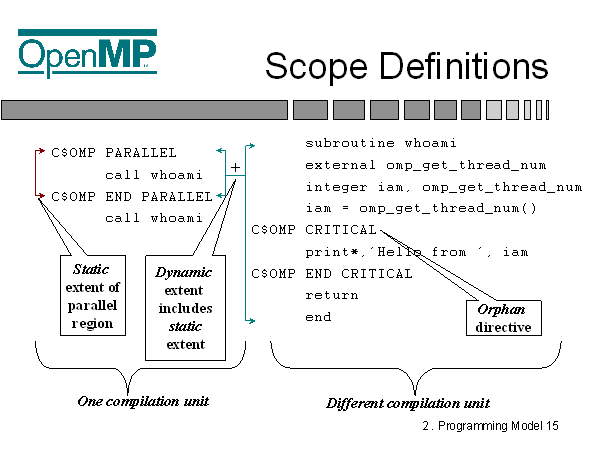 OpenMP
Scope Definitions
C$OMP PARALLEL
call whoami
C$OMP END PARALLEL
call whoami
+
subroutine whoami
external omp_get_thread_num
integer iam, omp_get_thread_num
iam = omp_get_thread_num()
C$OMP CRITICAL
print*,´Hello from ´, iam
C$OMP END CRITICAL
return
end
Static
extent of
parallel
region
Dynamic
extent
includes
static
extent
Orphan
directive
One compilation unit
Different compilation unit
2 . Programming Model 15